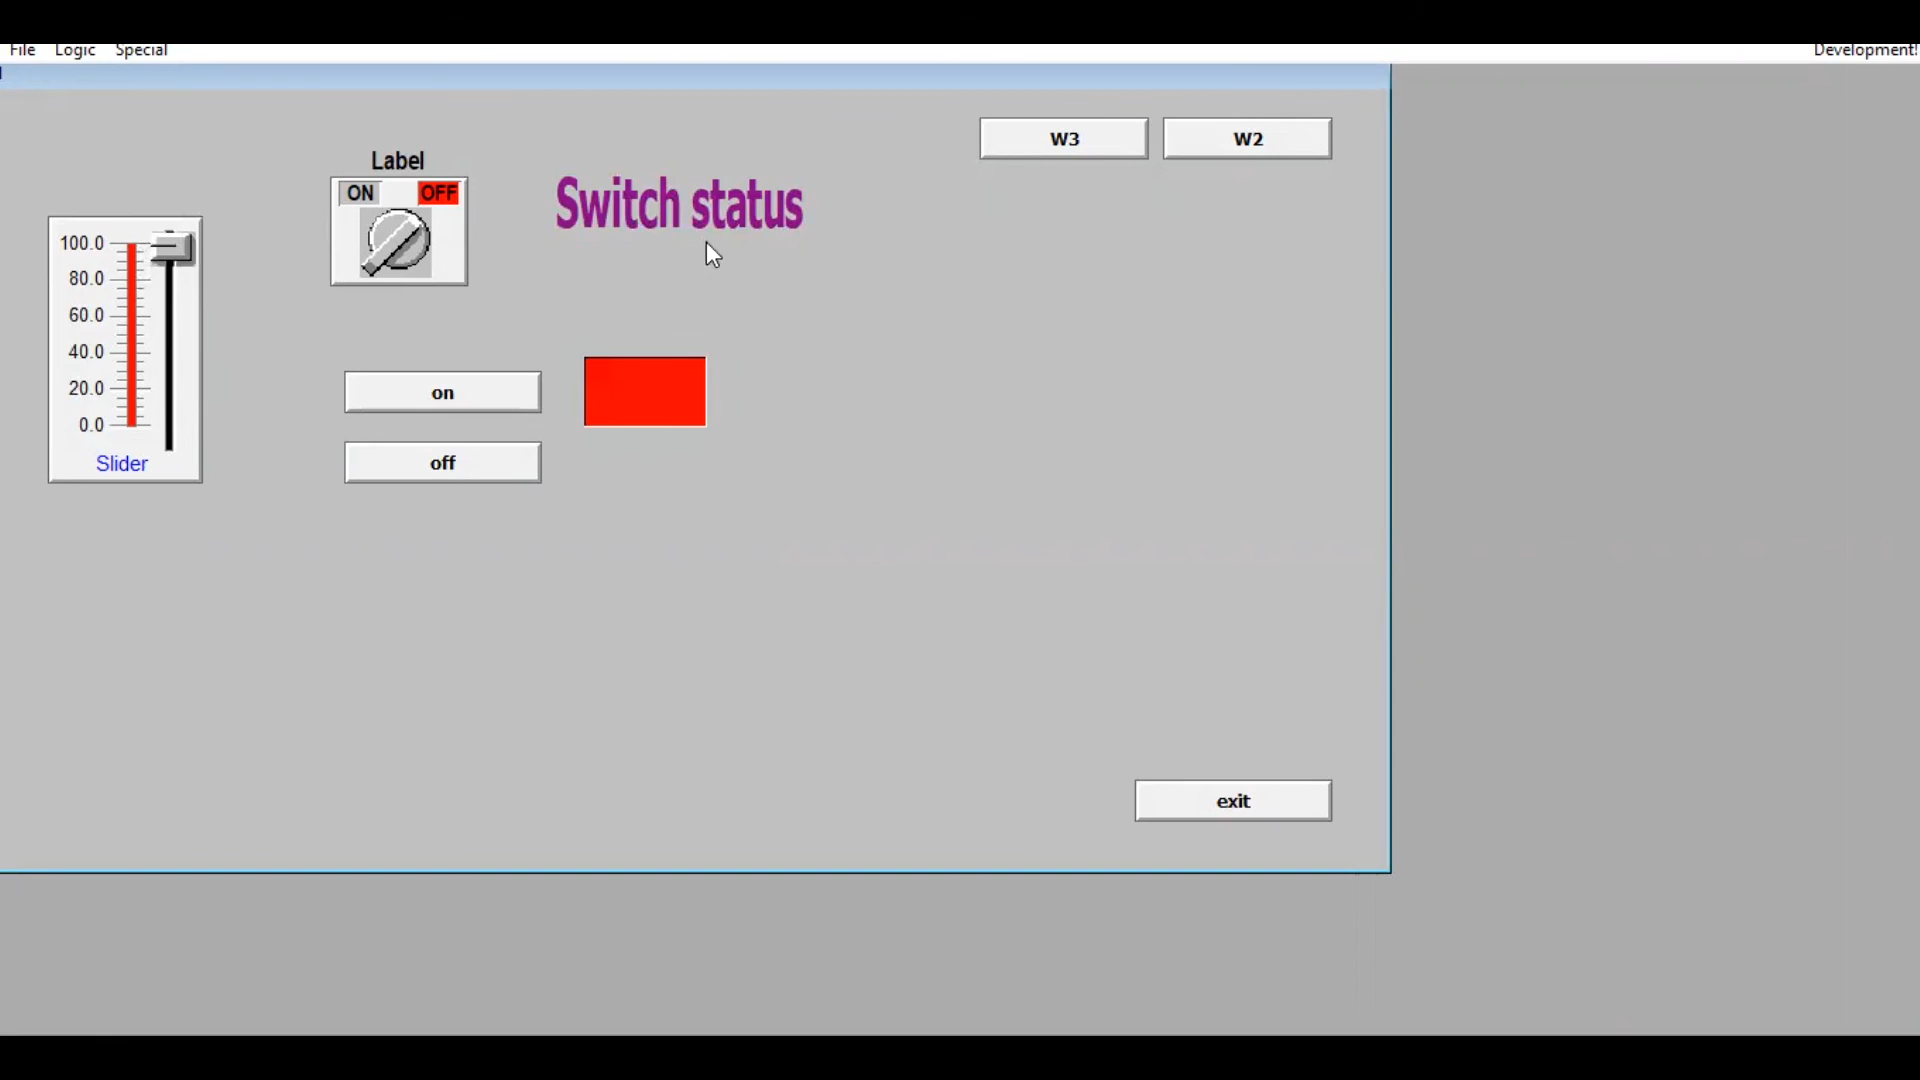 File Logic Special Development!
W3 W2
Label
ON OFF
Switch status
100.0
80.0
60.0
40.0
20.0
0.0
Slider
on
off
exit